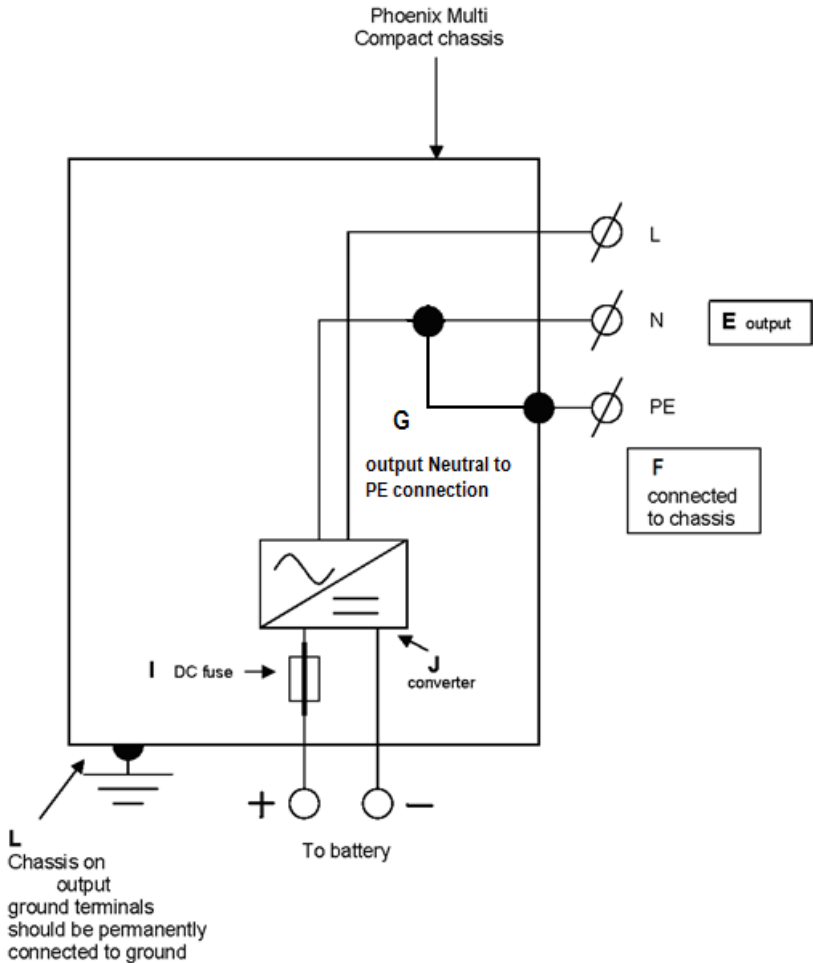 Phoenix Multi
Compact chassis
L
N
E output
PE
G
output Neutral to
PE connection
F
connected
to chassis
I DC fuse
J
converter
+ −
To battery
L
Chassis on
output
ground terminals
should be permanently
connected to ground